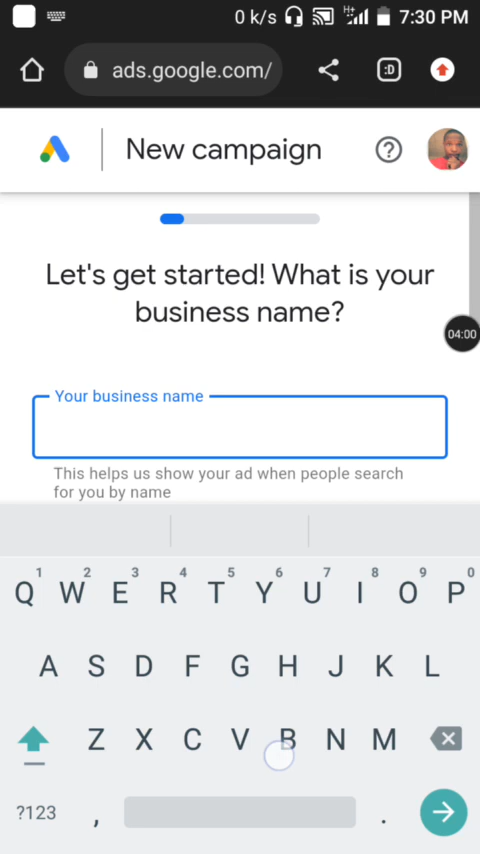 0 k/s H+ 7:30 PM
ads.google.com/ :D
New campaign
Let's get started! What is your
business name?
04:00
Your business name
This helps us show your ad when people search
for you by name
1 2 3 4 5 6 7 8 9 0
Q W E R T Y U I O P
A S D F G H J K L
Z X C V B N M
?123 , .